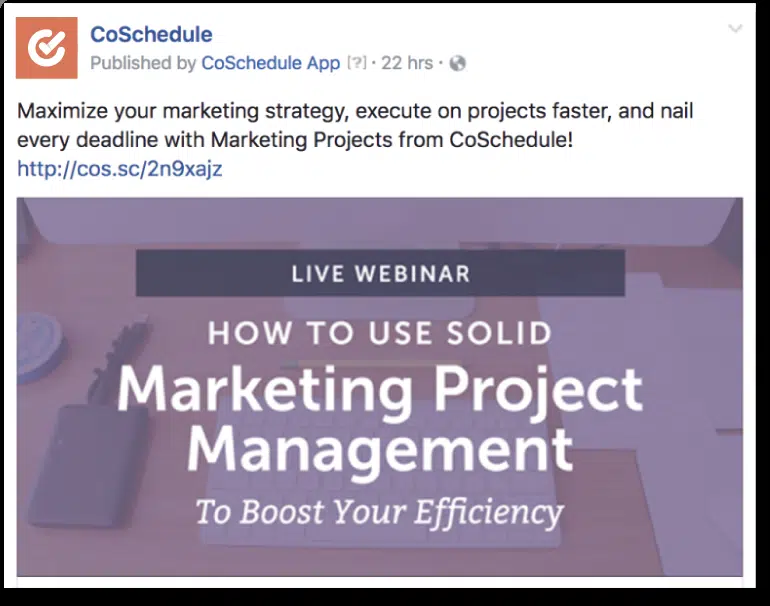 CoSchedule
Published by CoSchedule App [?] · 22 hrs ·
Maximize your marketing strategy, execute on projects faster, and nail
every deadline with Marketing Projects from CoSchedule!
http://cos.sc/2n9xajz
LIVE WEBINAR
HOW TO USE SOLID
Marketing Project
Management
To Boost Your Efficiency